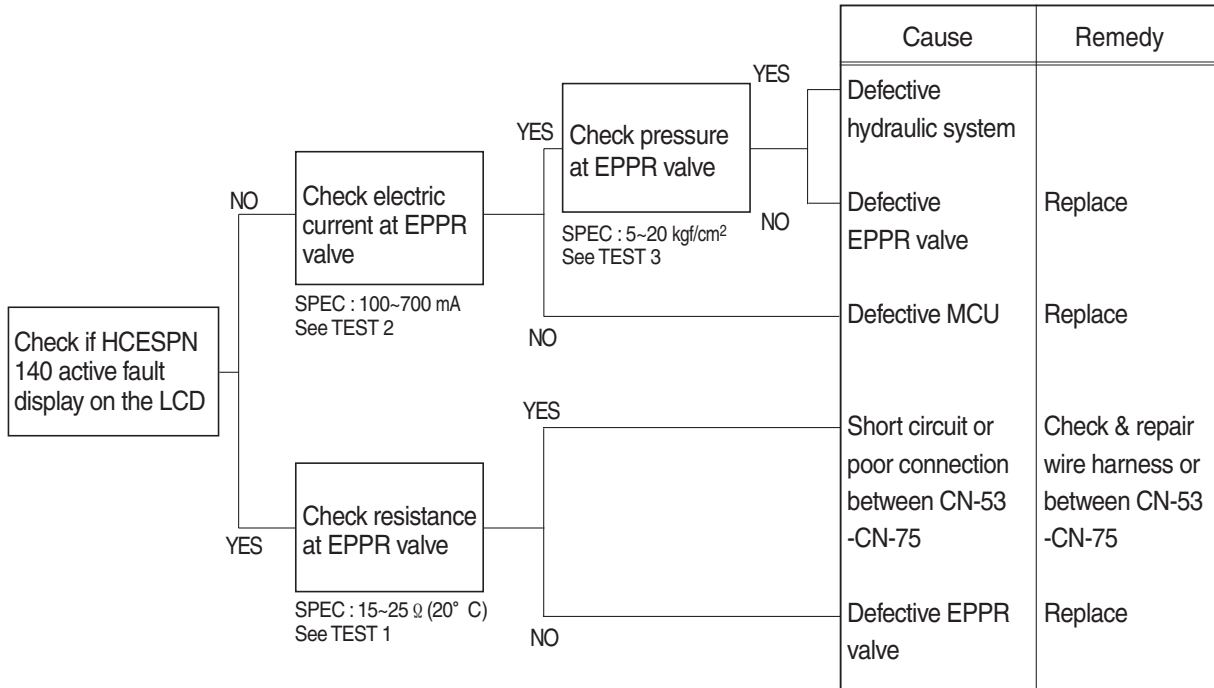 Cause
Remedy
YES
Defective
hydraulic system
YES
Check pressure
at EPPR valve
NO
Check electric
current at EPPR
valve
NO
Defective
EPPR valve
Replace
SPEC : 5~20 kgf/cm²
See TEST 3
SPEC : 100~700 mA
See TEST 2
NO
Defective MCU
Replace
Check if HCESPN
140 active fault
display on the LCD
YES
Short circuit or
poor connection
between CN-53
-CN-75
Check & repair
wire harness or
between CN-53
-CN-75
YES
Check resistance
at EPPR valve
SPEC : 15~25 Ω (20° C)
See TEST 1
NO
Defective EPPR
valve
Replace